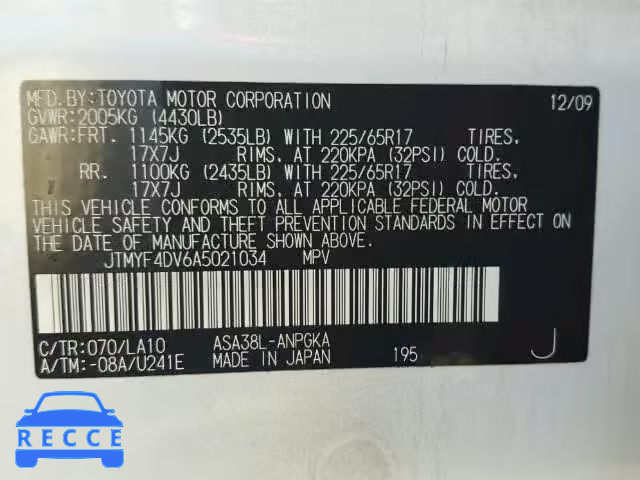 MFD.BY:TOYOTA MOTOR CORPORATION 12/09
GVWR:2005KG (4430LB)
GAWR:FRT. 1145KG (2535LB) WITH 225/65R17 TIRES.
17X7J RIMS. AT 220KPA (32PSI) COLD.
RR. 1100KG (2435LB) WITH 225/65R17 TIRES.
17X7J RIMS. AT 220KPA (32PSI) COLD.
THIS VEHICLE CONFORMS TO ALL APPLICABLE FEDERAL MOTOR
VEHICLE SAFETY AND THEFT PREVENTION STANDARDS IN EFFECT ON
THE DATE OF MANUFACTURE SHOWN ABOVE.
JTMYF4DV6A5021034 MPV
C/TR:070/LA10 ASA38L-ANPGKA
A/TM:-08A/U241E MADE IN JAPAN 195 J
RECCE